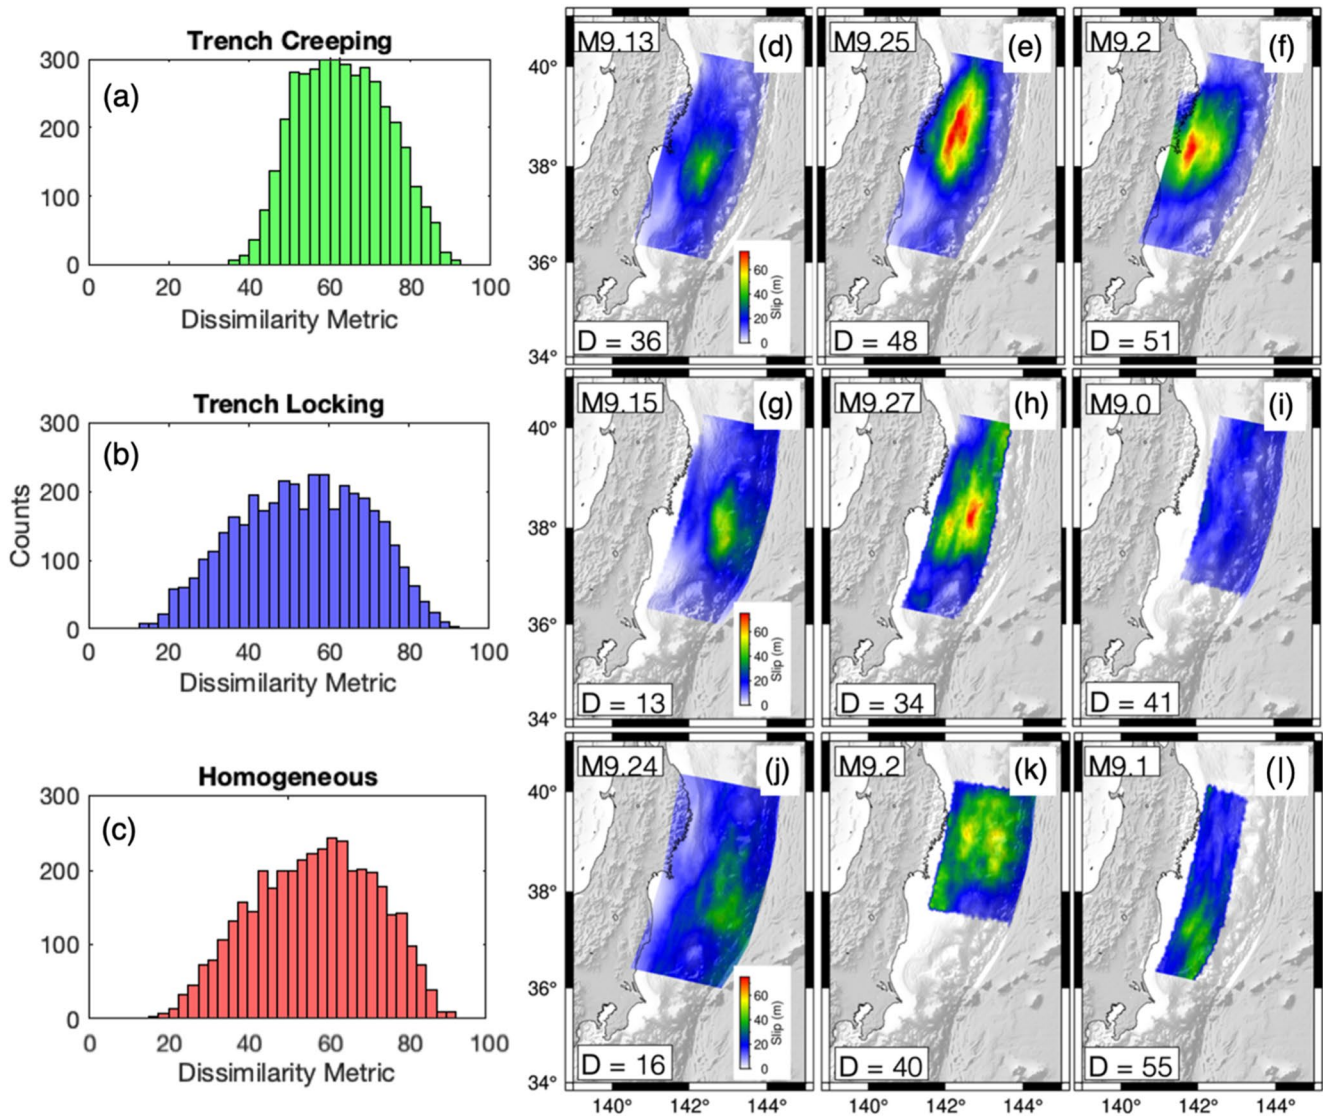 Trench Creeping
(a)
300
200
100
0
0 20 40 60 80 100
Dissimilarity Metric
M9.13 (d)
40°
38°
36°
34°
60
40
20
0
Slip (m)
D = 36
M9.25 (e)
D = 48
M9.2 (f)
D = 51
Trench Locking
(b)
300
200
100
0
Counts
0 20 40 60 80 100
Dissimilarity Metric
M9.15 (g)
40°
38°
36°
34°
60
40
20
0
Slip (m)
D = 13
M9.27 (h)
D = 34
M9.0 (i)
D = 41
Homogeneous
(c)
300
200
100
0
0 20 40 60 80 100
Dissimilarity Metric
M9.24 (j)
40°
38°
36°
34°
60
40
20
0
Slip (m)
D = 16
M9.2 (k)
D = 40
M9.1 (l)
D = 55
140° 142° 144°
140° 142° 144°
140° 142° 144°